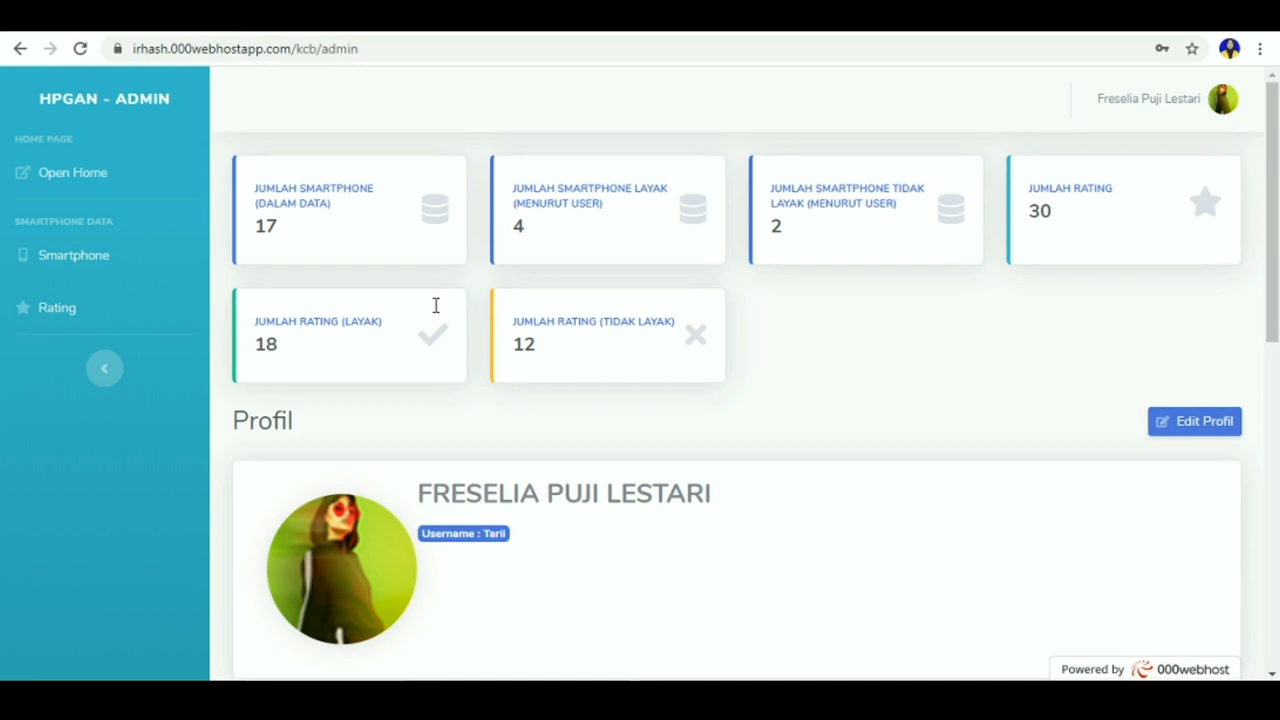 irhash.000webhostapp.com/kcb/admin
HPGAN - ADMIN
Freselia Puji Lestari
HOME PAGE
Open Home
SMARTPHONE DATA
Smartphone
Rating
JUMLAH SMARTPHONE
(DALAM DATA)
17
JUMLAH SMARTPHONE LAYAK
(MENURUT USER)
4
JUMLAH SMARTPHONE TIDAK
LAYAK (MENURUT USER)
2
JUMLAH RATING
30
JUMLAH RATING (LAYAK)
18
JUMLAH RATING (TIDAK LAYAK)
12
Profil
Edit Profil
FRESELIA PUJI LESTARI
Username : Tarii
Powered by 000webhost